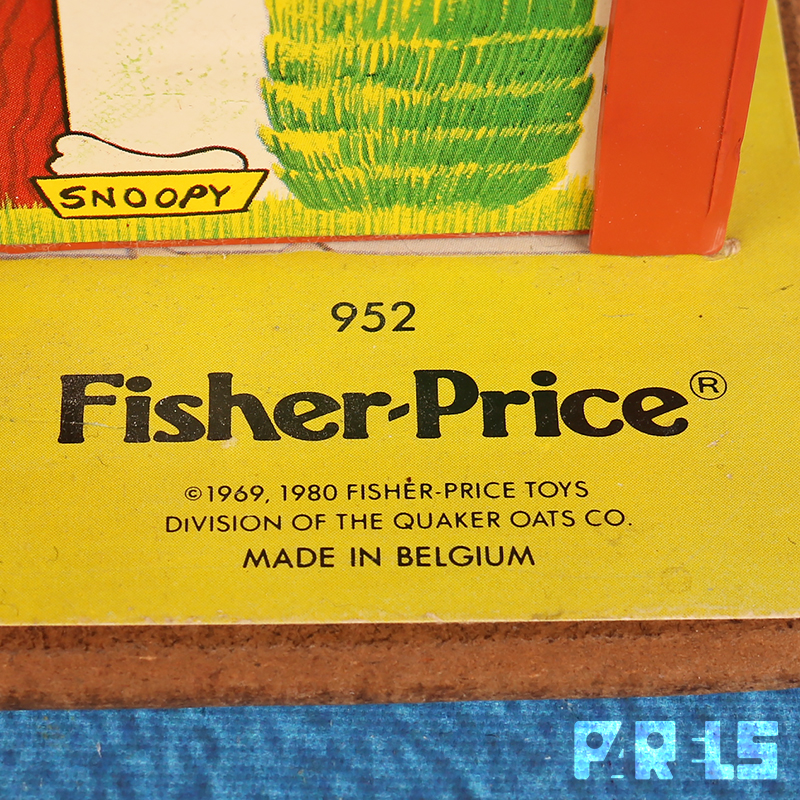 SNOOPY
952
Fisher-Price®
©1969, 1980 FISHER-PRICE TOYS
DIVISION OF THE QUAKER OATS CO.
MADE IN BELGIUM